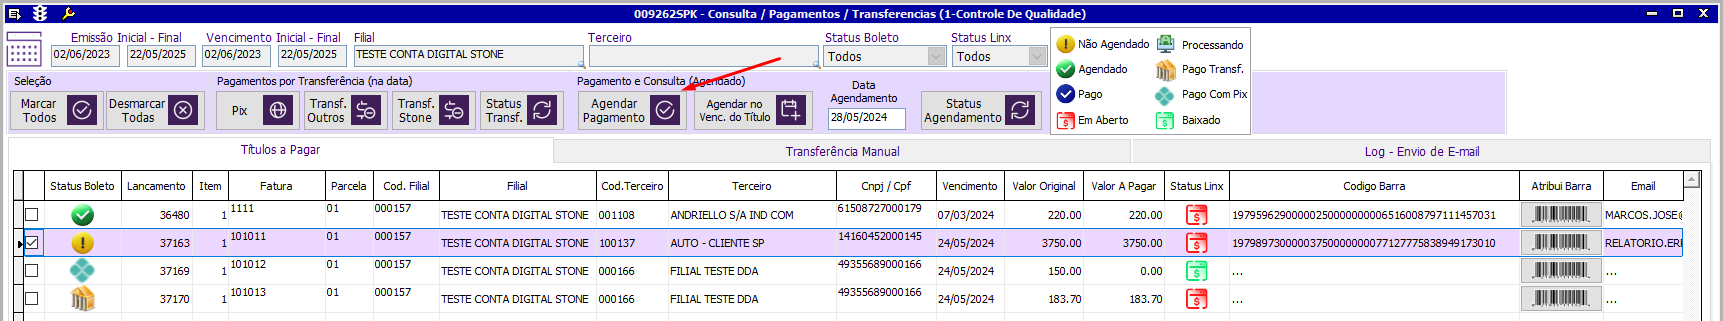 009262SPK - Consulta / Pagamentos / Transferencias (1-Controle De Qualidade)
Emissão Inicial - Final Vencimento Inicial - Final Filial Terceiro Status Boleto Status Linx
02/06/2023 22/05/2025 02/06/2023 22/05/2025 TESTE CONTA DIGITAL STONE Todos Todos
Não Agendado Processando
Agendado Pago Transf.
Pago Pago Com Pix
Em Aberto Baixado
Seleção Pagamentos por Transferência (na data) Pagamento e Consulta (Agendado)
Marcar Todos
Desmarcar Todas
Pix
Transf. Outros
Transf. Stone
Status Transf.
Agendar Pagamento
Agendar no Venc. do Título
Data Agendamento
28/05/2024
Status Agendamento
Títulos a Pagar Transferência Manual Log - Envio de E-mail
Status Boleto Lancamento Item Fatura Parcela Cod. Filial Filial Cod.Terceiro Terceiro Cnpj / Cpf Vencimento Valor Original Valor A Pagar Status Linx Codigo Barra Atribui Barra Email
36480 1 1111 01 000157 TESTE CONTA DIGITAL STONE 001108 ANDRIELLO S/A IND COM 61508727000179 07/03/2024 220.00 220.00 19795962900000250000000006516008797111457031 MARCOS.JOSE@
37163 1 101011 01 000157 TESTE CONTA DIGITAL STONE 100137 AUTO - CLIENTE SP 14160452000145 24/05/2024 3750.00 3750.00 19798973000003750000000077127775838949173010 RELATORIO.ERI
37169 1 101012 01 000157 TESTE CONTA DIGITAL STONE 000166 FILIAL TESTE DDA 49355689000166 24/05/2024 150.00 0.00 ... ...
37170 1 101013 01 000157 TESTE CONTA DIGITAL STONE 000166 FILIAL TESTE DDA 49355689000166 24/05/2024 183.70 183.70 ... ...